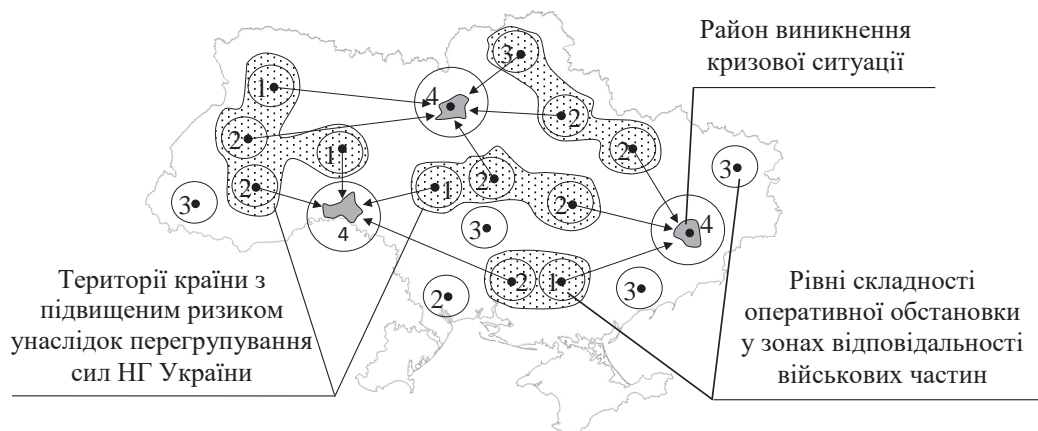 Район виникнення
кризової ситуації
3
1
4
2
2
1
2
3
2
1
2
3
2
3
4
3
4
2
2
1
3
Території країни з
підвищеним ризиком
унаслідок перегрупування
сил НГ України
Рівні складності
оперативної обстановки
у зонах відповідальності
військових частин